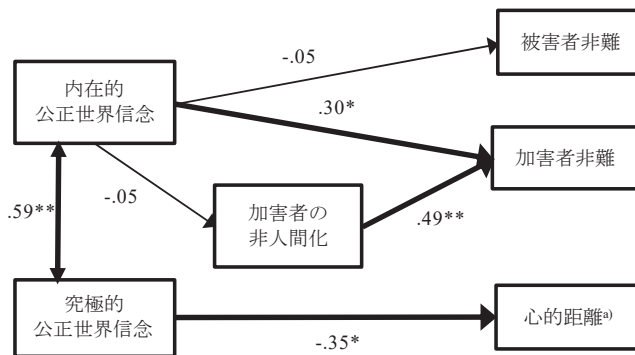 被害者非難
-.05
内在的
公正世界信念
.30*
加害者非難
.59**
-.05
加害者の
非人間化
.49**
究極的
公正世界信念
心的距離a)
-.35*